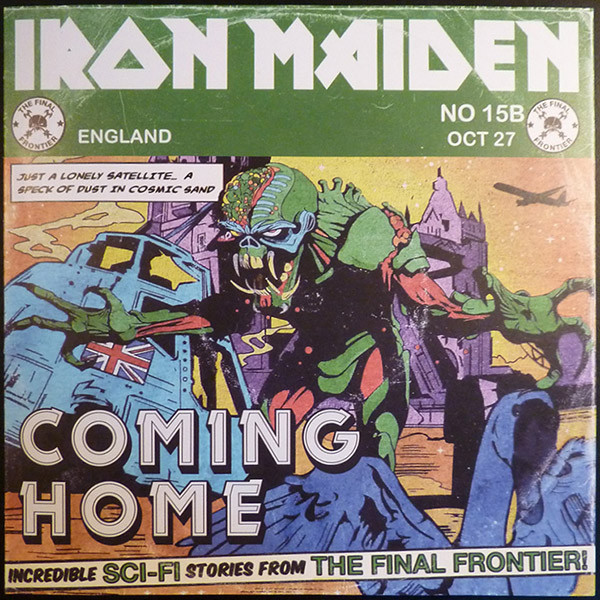 IRON MAIDEN
THE FINAL FRONTIER
ENGLAND
NO 15B
OCT 27
THE FINAL FRONTIER
JUST A LONELY SATELLITE_ A
SPECK OF DUST IN COSMIC SAND
COMING
HOME
INCREDIBLE SCI-FI STORIES FROM THE FINAL FRONTIER!